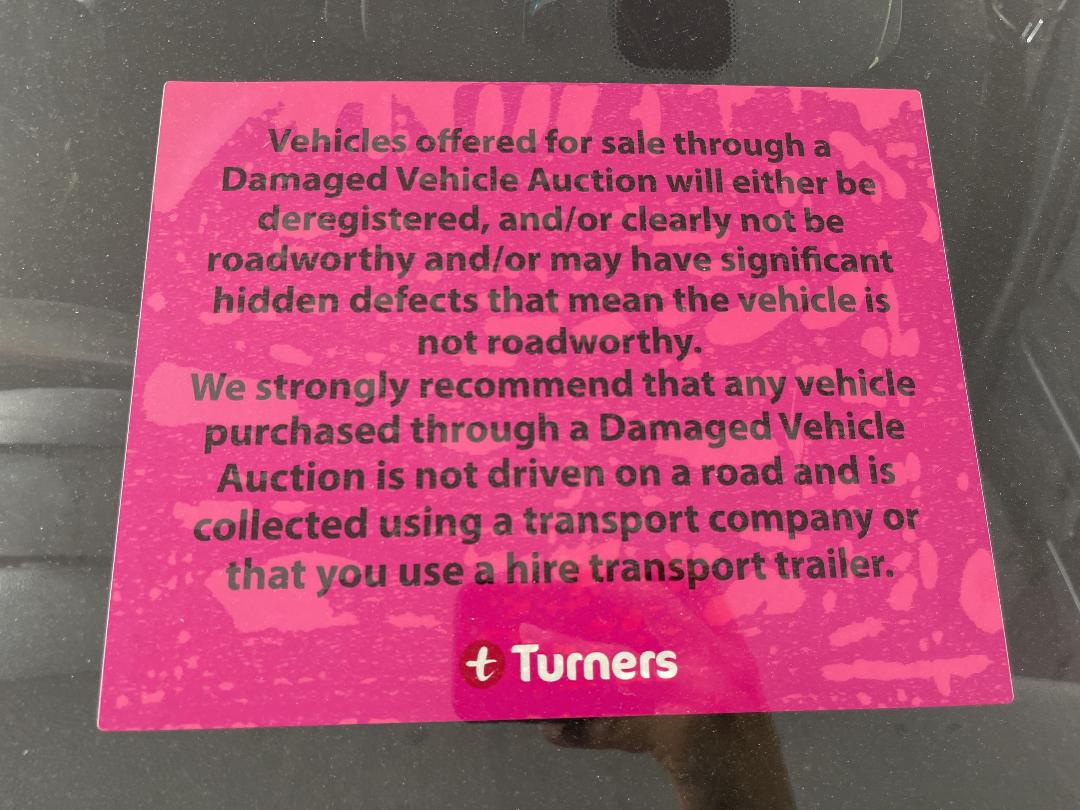 Vehicles offered for sale through a
Damaged Vehicle Auction will either be
deregistered, and/or clearly not be
roadworthy and/or may have significant
hidden defects that mean the vehicle is
not roadworthy.
We strongly recommend that any vehicle
purchased through a Damaged Vehicle
Auction is not driven on a road and is
collected using a transport company or
that you use a hire transport trailer.
t Turners